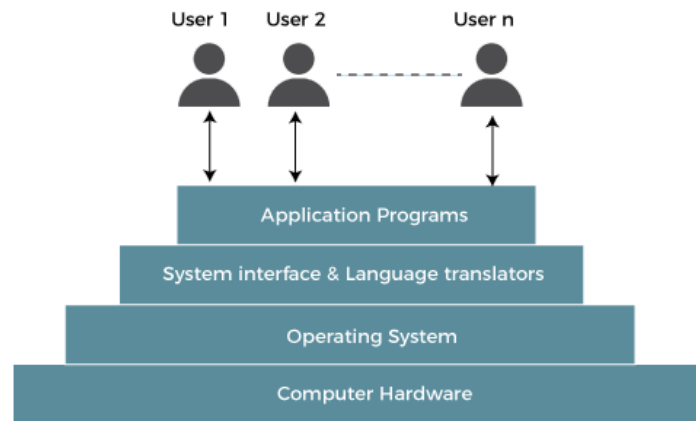 User 1
User 2
User n
Application Programs
System interface & Language translators
Operating System
Computer Hardware